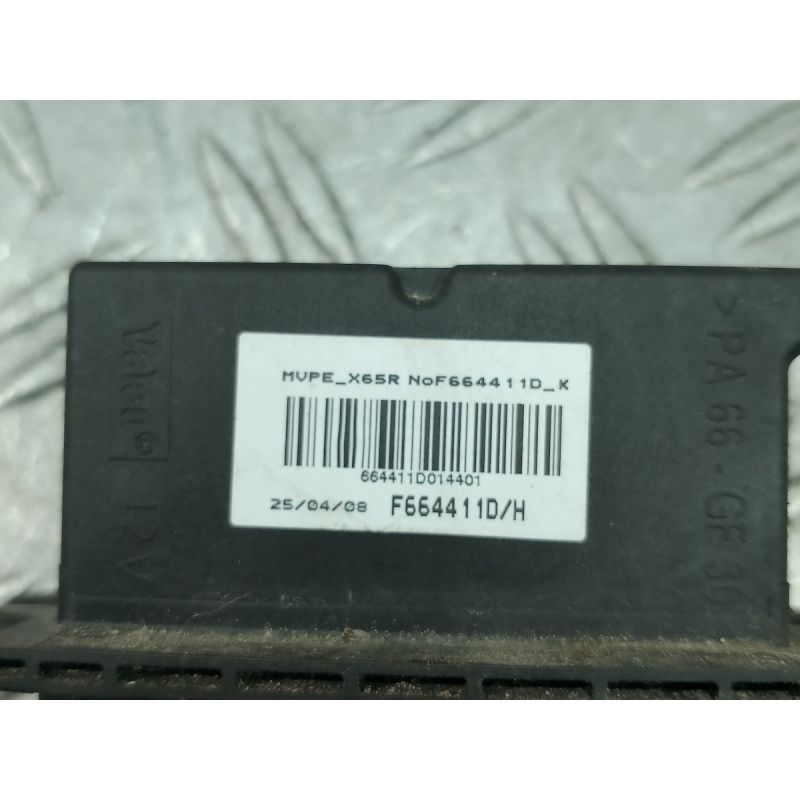 MVPE_X65R NoF664411D_K
664411D014401
25/04/08 F664411D/H
Valeo
12V
>PA 66 - GF 30